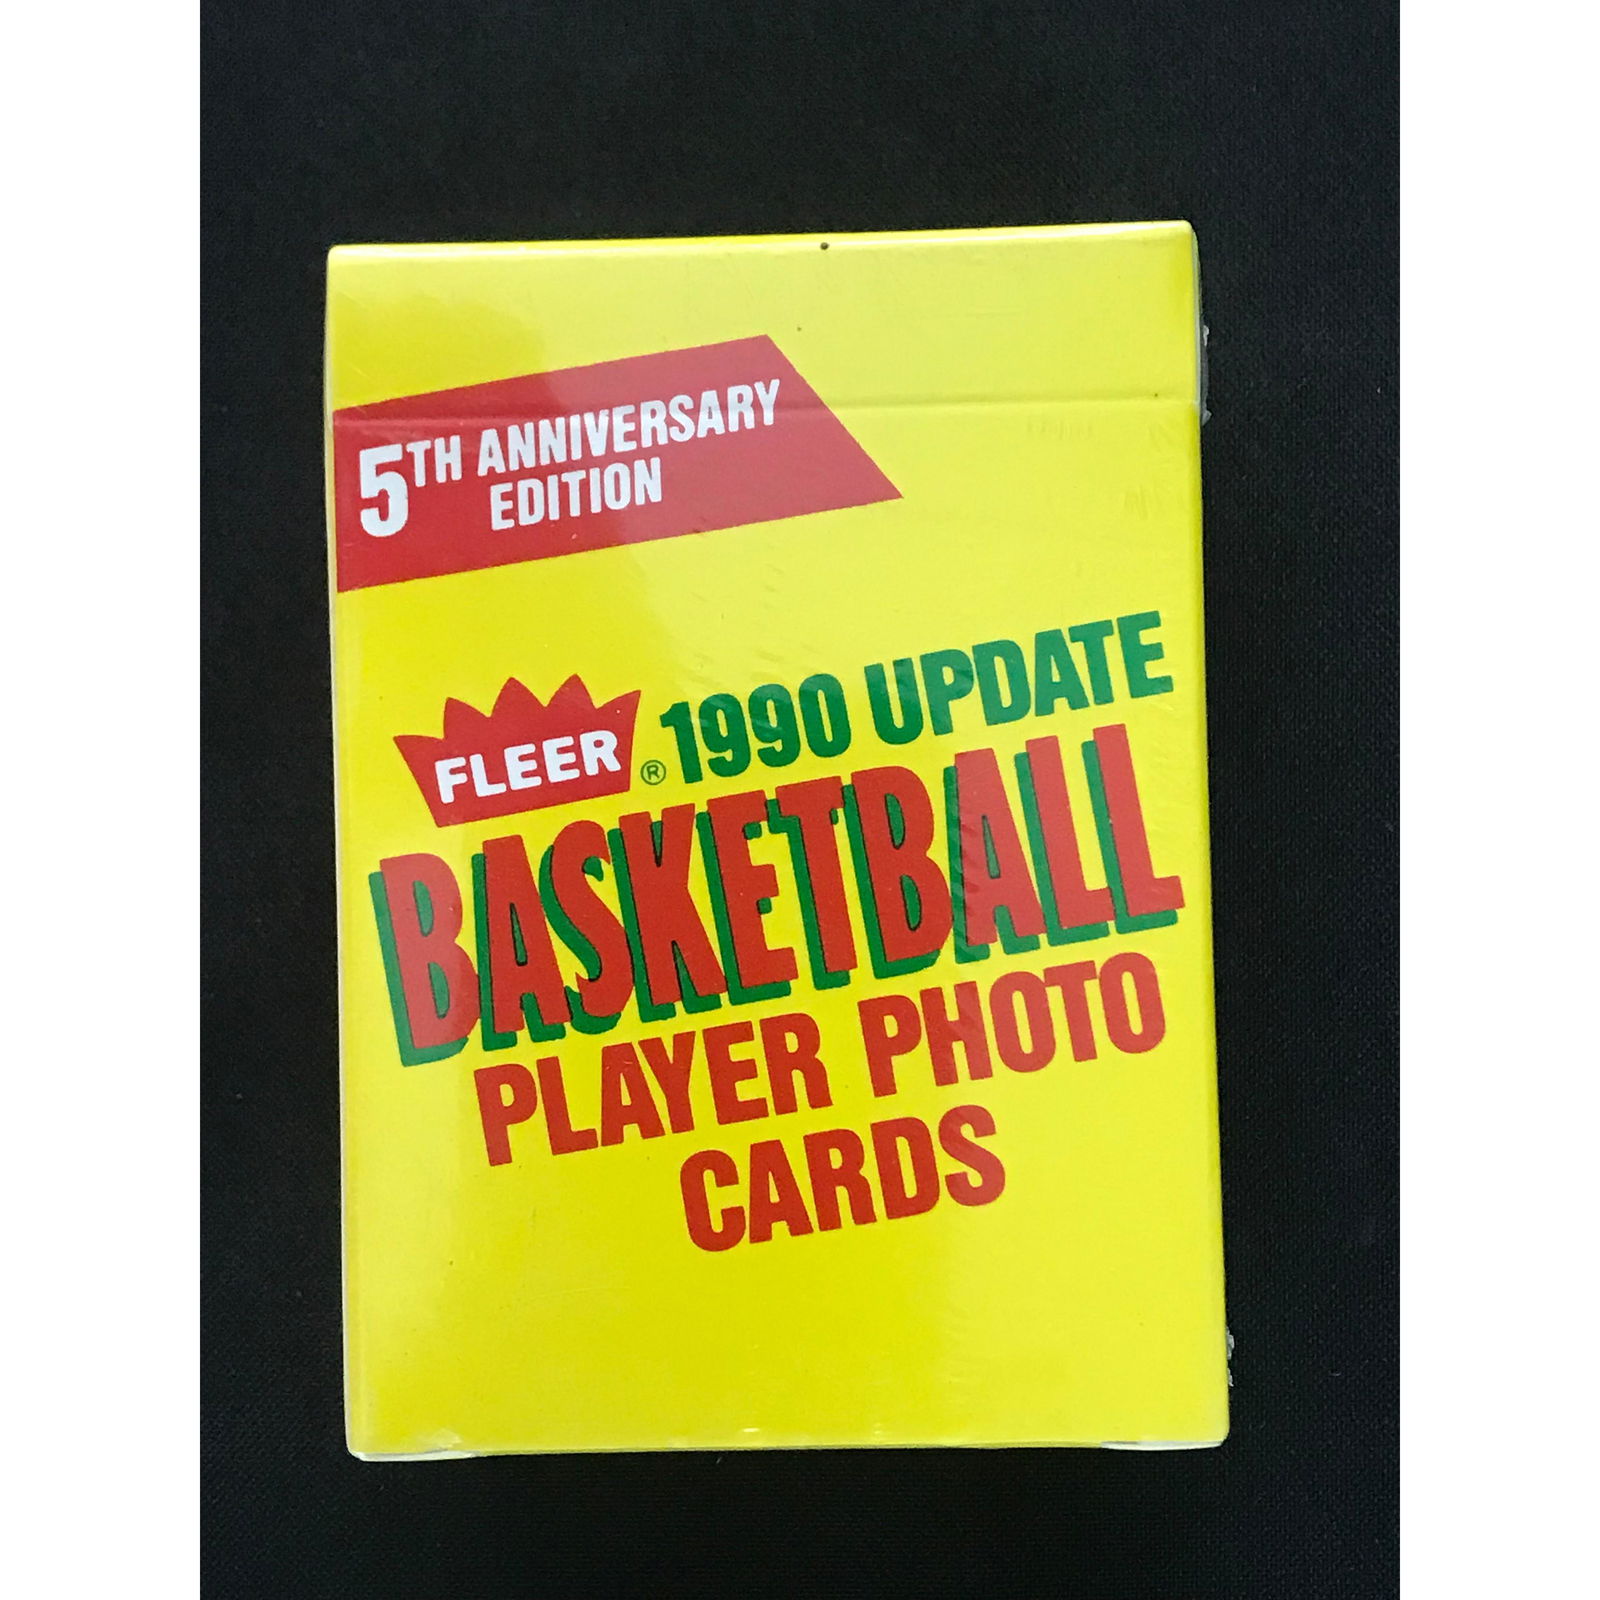 5TH ANNIVERSARY
EDITION
FLEER® 1990 UPDATE
BASKETBALL
PLAYER PHOTO
CARDS